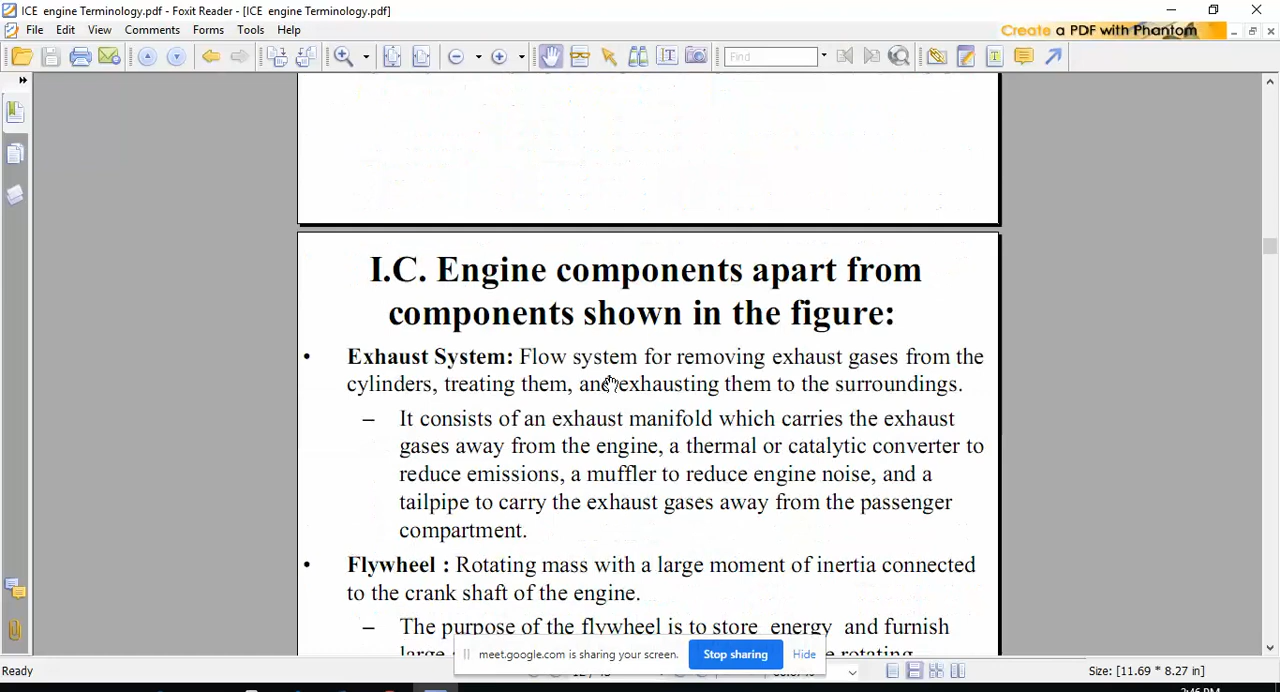 ICE engine Terminology.pdf - Foxit Reader - [ICE engine Terminology.pdf]
File Edit View Comments Forms Tools Help
Create a PDF with Phantom
Find
I.C. Engine components apart from
components shown in the figure:
• Exhaust System: Flow system for removing exhaust gases from the
cylinders, treating them, and exhausting them to the surroundings.
– It consists of an exhaust manifold which carries the exhaust
gases away from the engine, a thermal or catalytic converter to
reduce emissions, a muffler to reduce engine noise, and a
tailpipe to carry the exhaust gases away from the passenger
compartment.
• Flywheel : Rotating mass with a large moment of inertia connected
to the crank shaft of the engine.
– The purpose of the flywheel is to store energy and furnish
large
rotating
meet.google.com is sharing your screen. Stop sharing Hide
Ready
Size: [11.69 * 8.27 in]